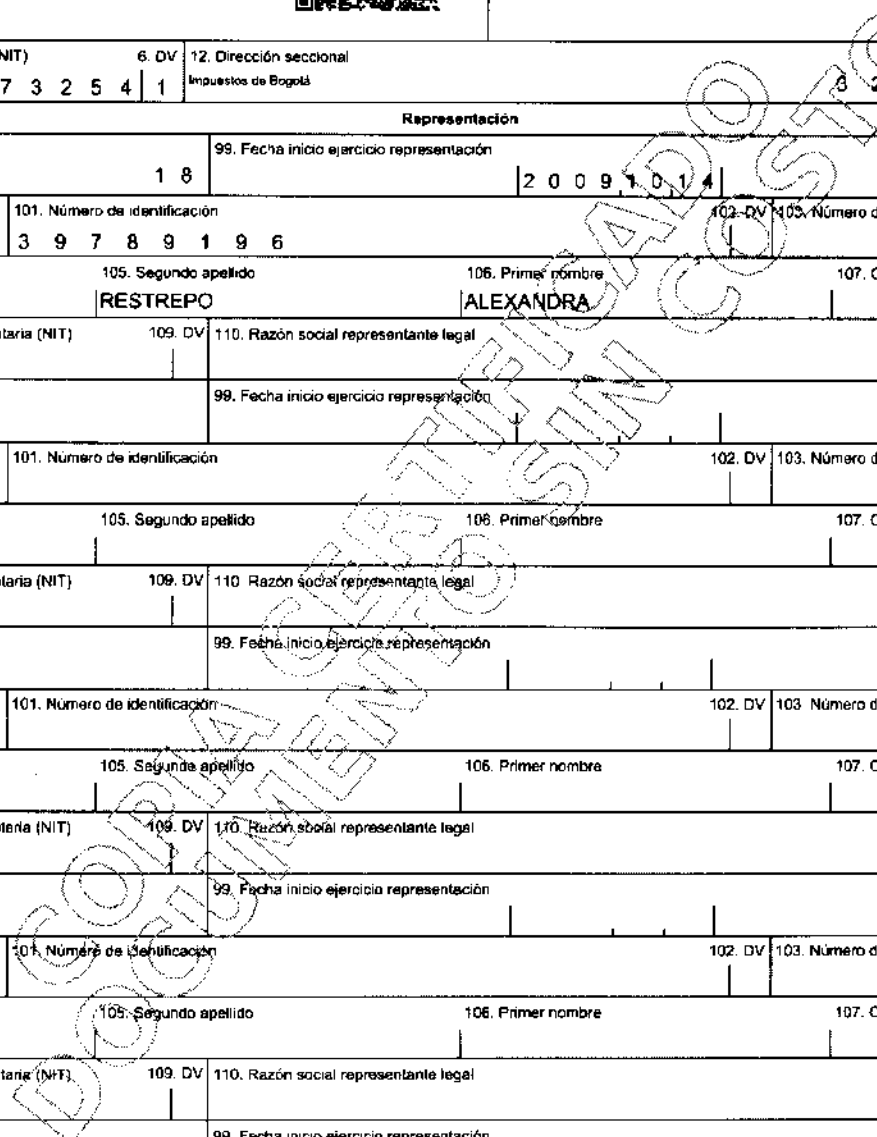 NIT) 6. DV 12. Dirección seccional
7 3 2 5 4 1 Impuestos de Bogotá 3 2
Representación
99. Fecha inicio ejercicio representación
1 8 2 0 0 9 1 0 1 4
101. Número de identificación 102. DV 103. Número d
3 9 7 8 9 1 9 6
105. Segundo apellido 106. Primer nombre 107. O
RESTREPO ALEXANDRA
taria (NIT) 109. DV 110. Razón social representante legal
99. Fecha inicio ejercicio representación
101. Número de identificación 102. DV 103. Número d
105. Segundo apellido 106. Primer nombre 107. O
taria (NIT) 109. DV 110 Razón social representante legal
99. Fecha inicio ejercicio representación
101. Número de identificación 102. DV 103 Número d
105. Segundo apellido 106. Primer nombre 107. O
taria (NIT) 109. DV 110. Razón social representante legal
99. Fecha inicio ejercicio representación
101. Número de identificación 102. DV 103. Número d
105. Segundo apellido 106. Primer nombre 107. O
taria (NIT) 109. DV 110. Razón social representante legal
99. Fecha inicio ejercicio representación
COPIA CERTIFICADO
DOCUMENTO SIN COSTO